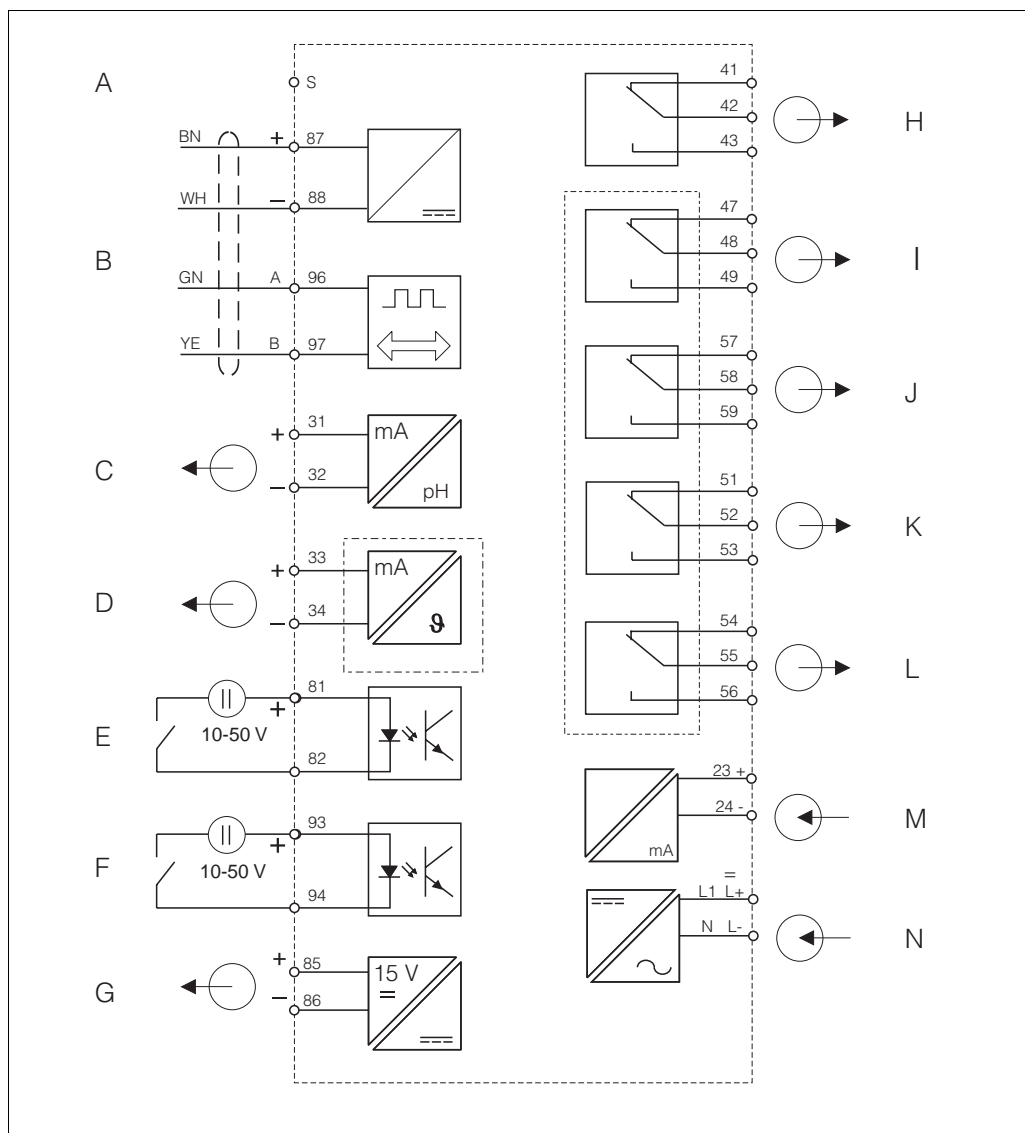 A
S
BN
+
87
WH
−
88
B
GN
A
96
YE
B
97
C
+
31
mA
−
32
pH
D
+
33
mA
−
34
ϑ
E
81
+
10-50 V
82
F
93
+
10-50 V
94
G
+
85
15 V
=
−
86
41
42
43
H
47
48
49
I
57
58
59
J
51
52
53
K
54
55
56
L
23 +
24 -
mA
M
=
L1 L+
N L-
N